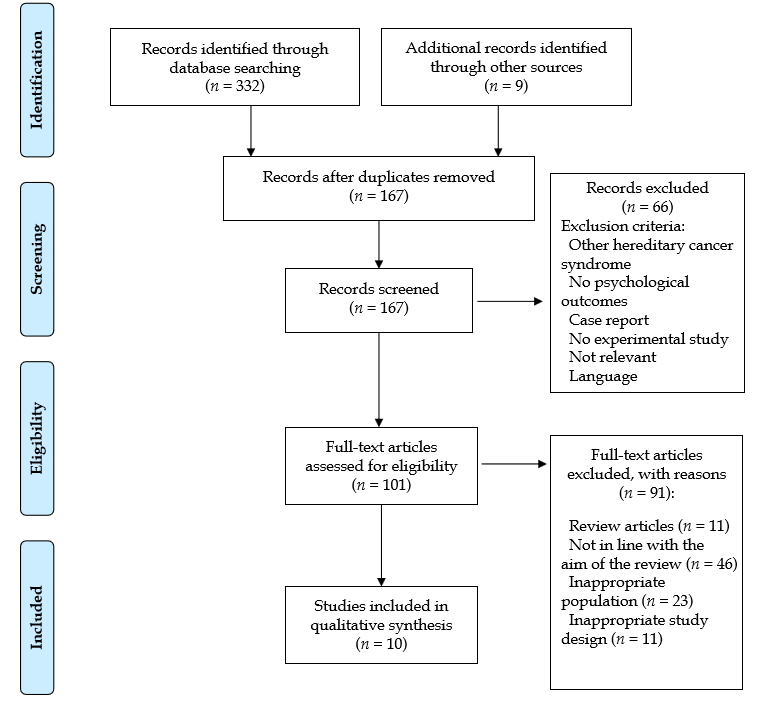 Identification
Records identified through
database searching
(n = 332)
Additional records identified
through other sources
(n = 9)
Records after duplicates removed
(n = 167)
Screening
Records screened
(n = 167)
Records excluded
(n = 66)
Exclusion criteria:
Other hereditary cancer
syndrome
No psychological
outcomes
Case report
No experimental study
Not relevant
Language
Eligibility
Full-text articles
assessed for eligibility
(n = 101)
Full-text articles
excluded, with reasons
(n = 91):
Review articles (n = 11)
Not in line with the
aim of the review (n = 46)
Inappropriate
population (n = 23)
Inappropriate study
design (n = 11)
Included
Studies included in
qualitative synthesis
(n = 10)